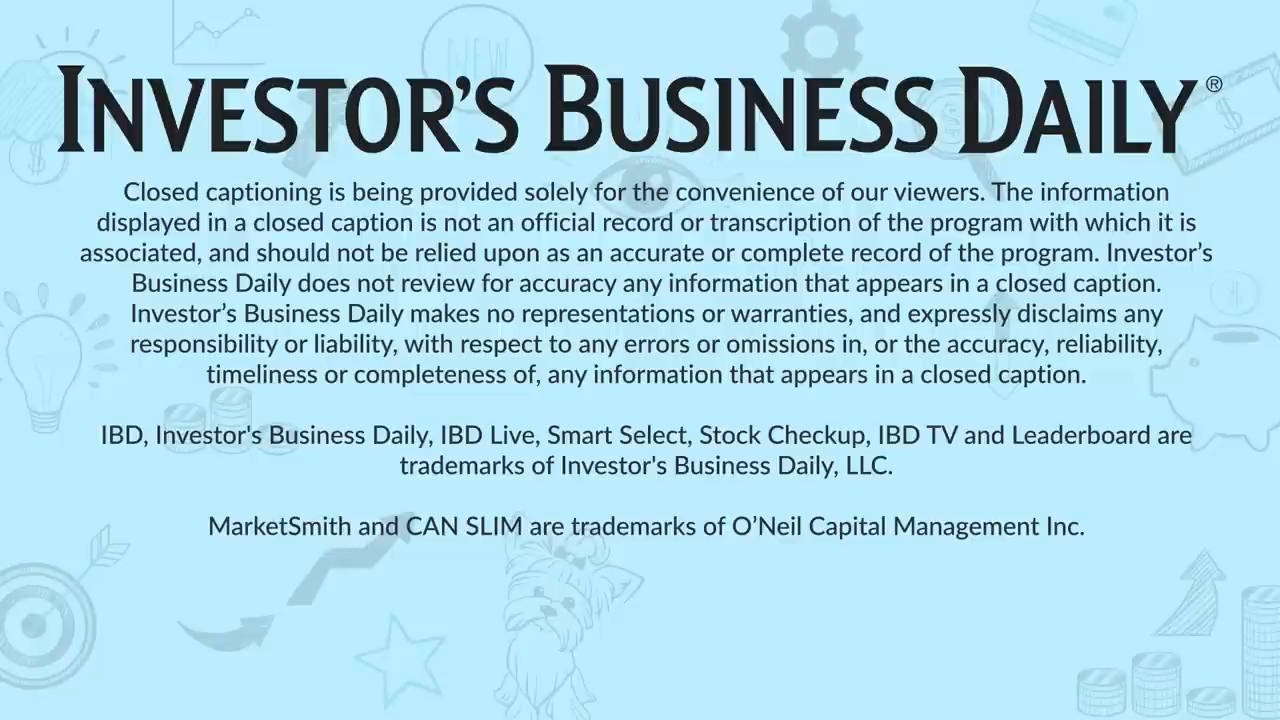 NEW
INVESTOR’S BUSINESS DAILY®
Closed captioning is being provided solely for the convenience of our viewers. The information
displayed in a closed caption is not an official record or transcription of the program with which it is
associated, and should not be relied upon as an accurate or complete record of the program. Investor’s
Business Daily does not review for accuracy any information that appears in a closed caption.
Investor’s Business Daily makes no representations or warranties, and expressly disclaims any
responsibility or liability, with respect to any errors or omissions in, or the accuracy, reliability,
timeliness or completeness of, any information that appears in a closed caption.
IBD, Investor's Business Daily, IBD Live, Smart Select, Stock Checkup, IBD TV and Leaderboard are
trademarks of Investor's Business Daily, LLC.
MarketSmith and CAN SLIM are trademarks of O’Neil Capital Management Inc.